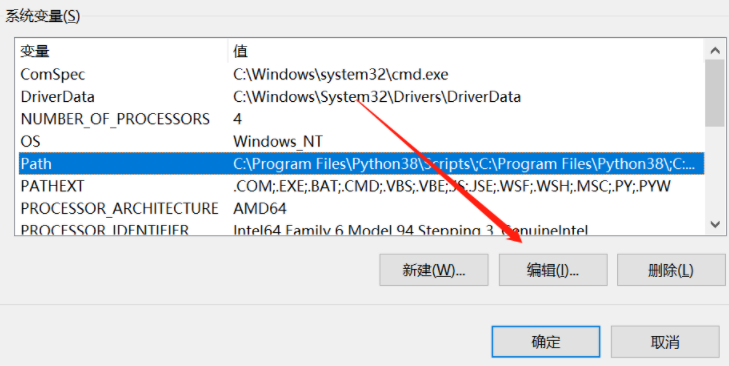 系统变量(S)
变量 值
ComSpec C:\Windows\system32\cmd.exe
DriverData C:\Windows\System32\Drivers\DriverData
NUMBER_OF_PROCESSORS 4
OS Windows_NT
Path C:\Program Files\Python38\Scripts\;C:\Program Files\Python38\;C:...
PATHEXT .COM;.EXE;.BAT;.CMD;.VBS;.VBE;.JS;.JSE;.WSF;.WSH;.MSC;.PY;.PYW
PROCESSOR_ARCHITECTURE AMD64
PROCESSOR_IDENTIFIER Intel64 Family 6 Model 94 Stepping 3, GenuineIntel
新建(W)... 编辑(I)... 删除(L)
确定 取消